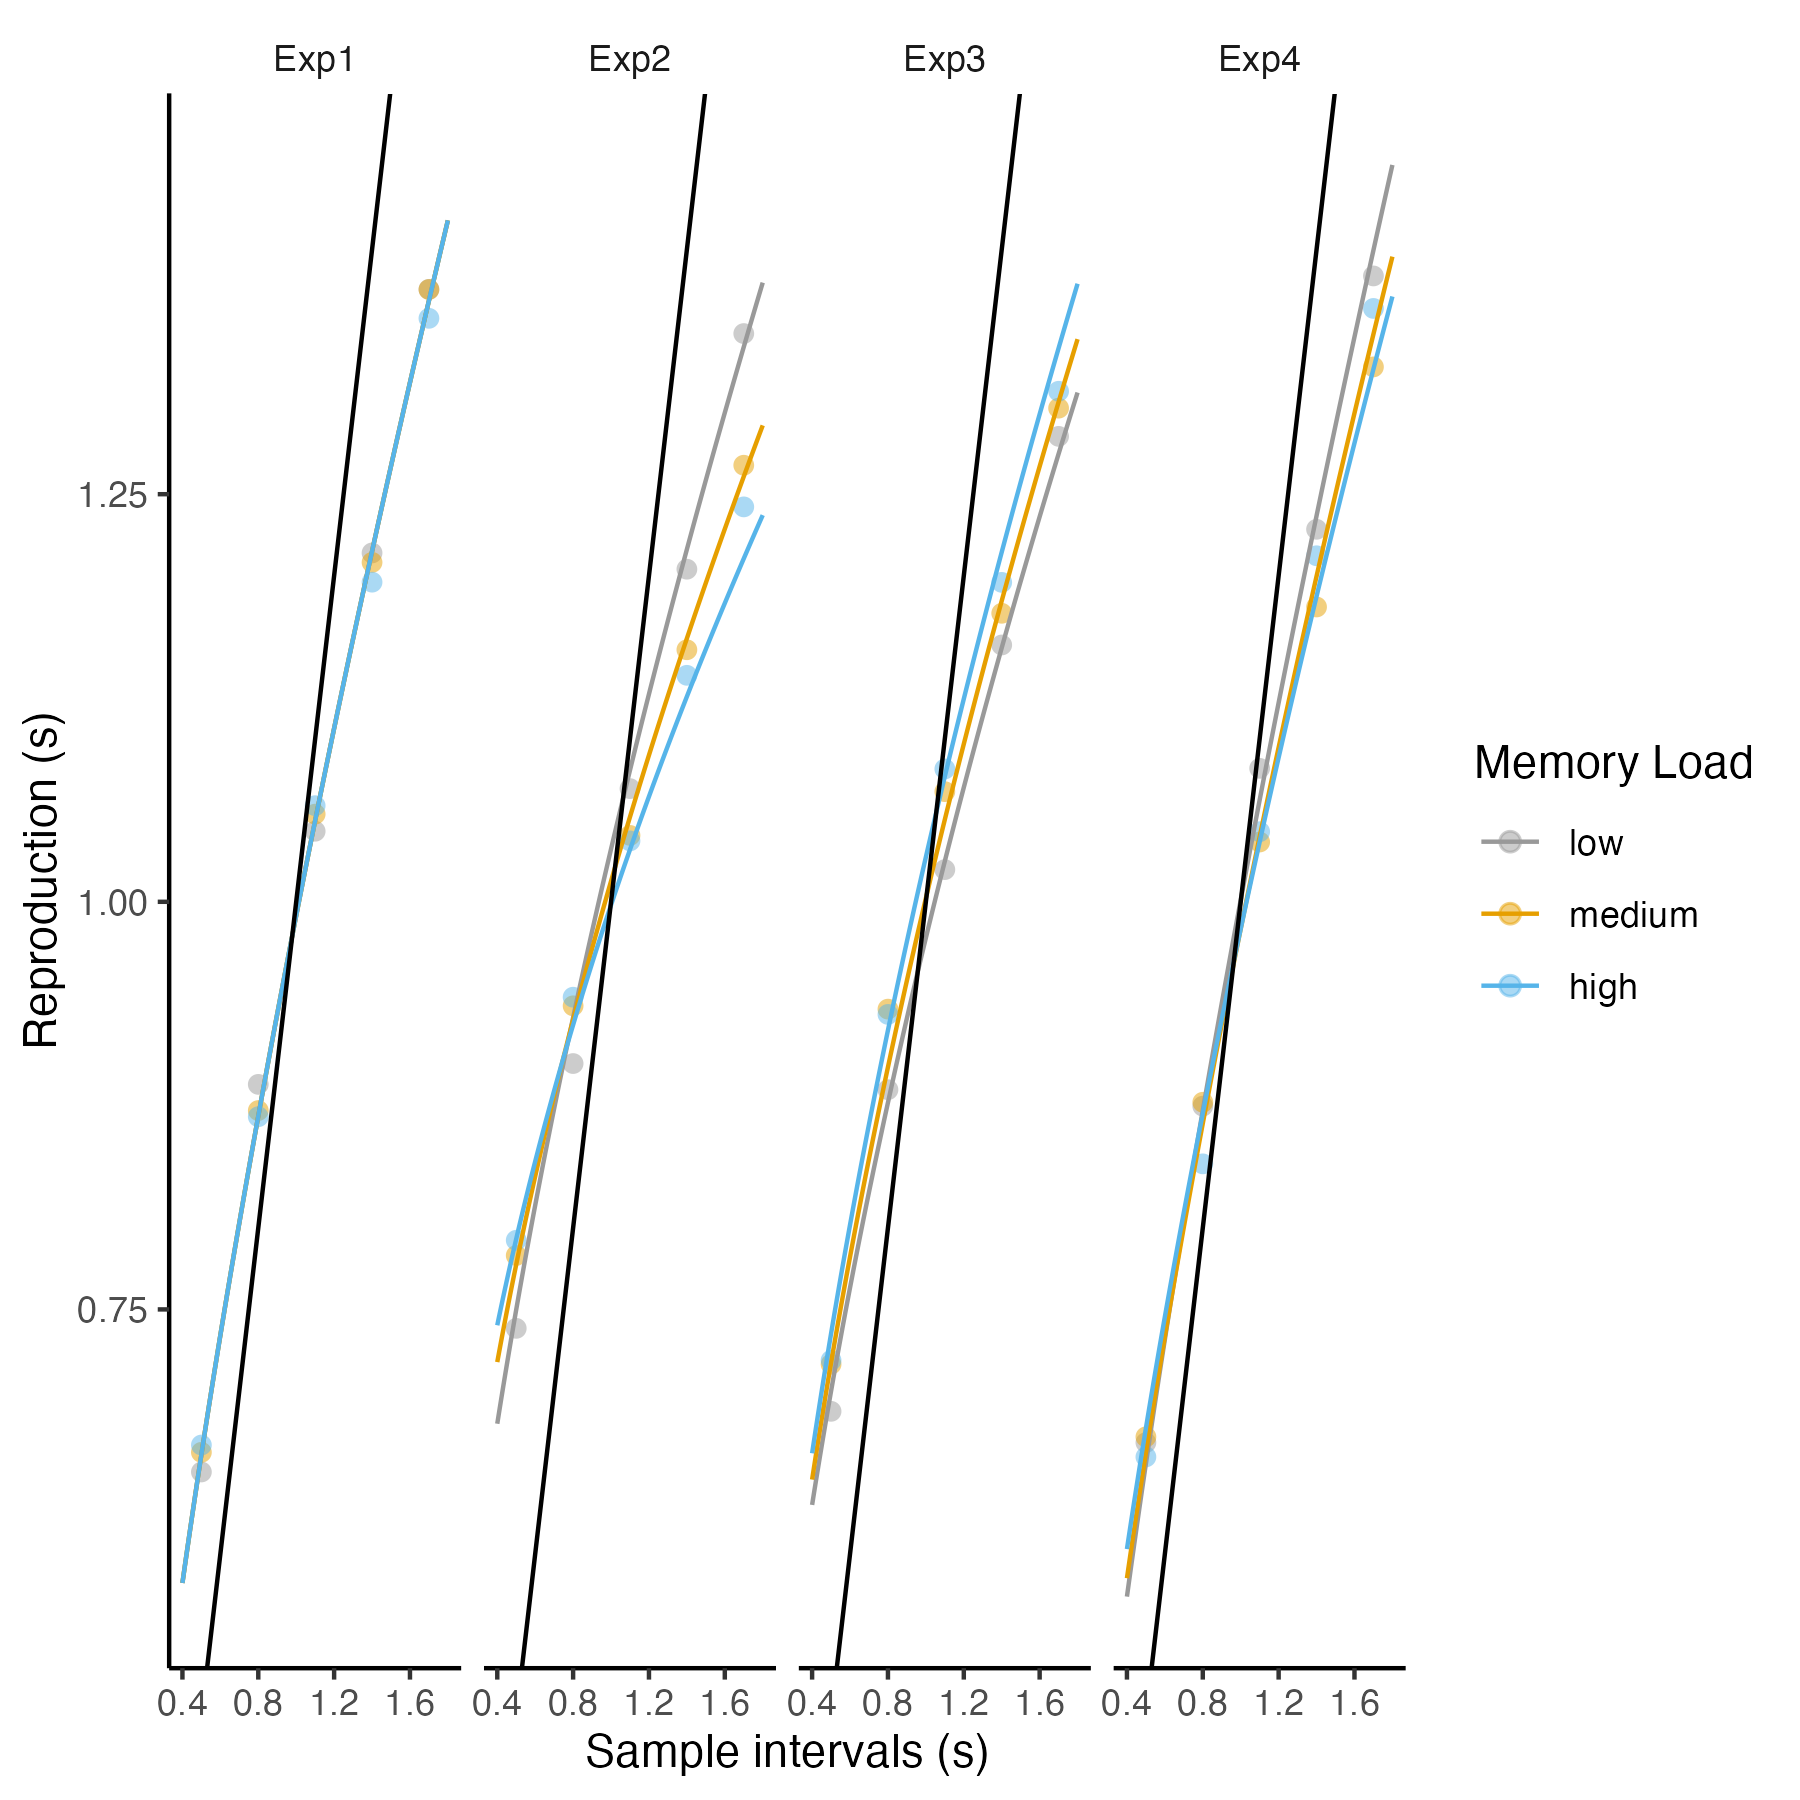 Exp1 Exp2 Exp3 Exp4
Reproduction (s)
1.25
1.00
0.75
0.4 0.8 1.2 1.6 0.4 0.8 1.2 1.6 0.4 0.8 1.2 1.6 0.4 0.8 1.2 1.6
Sample intervals (s)
Memory Load
low
medium
high